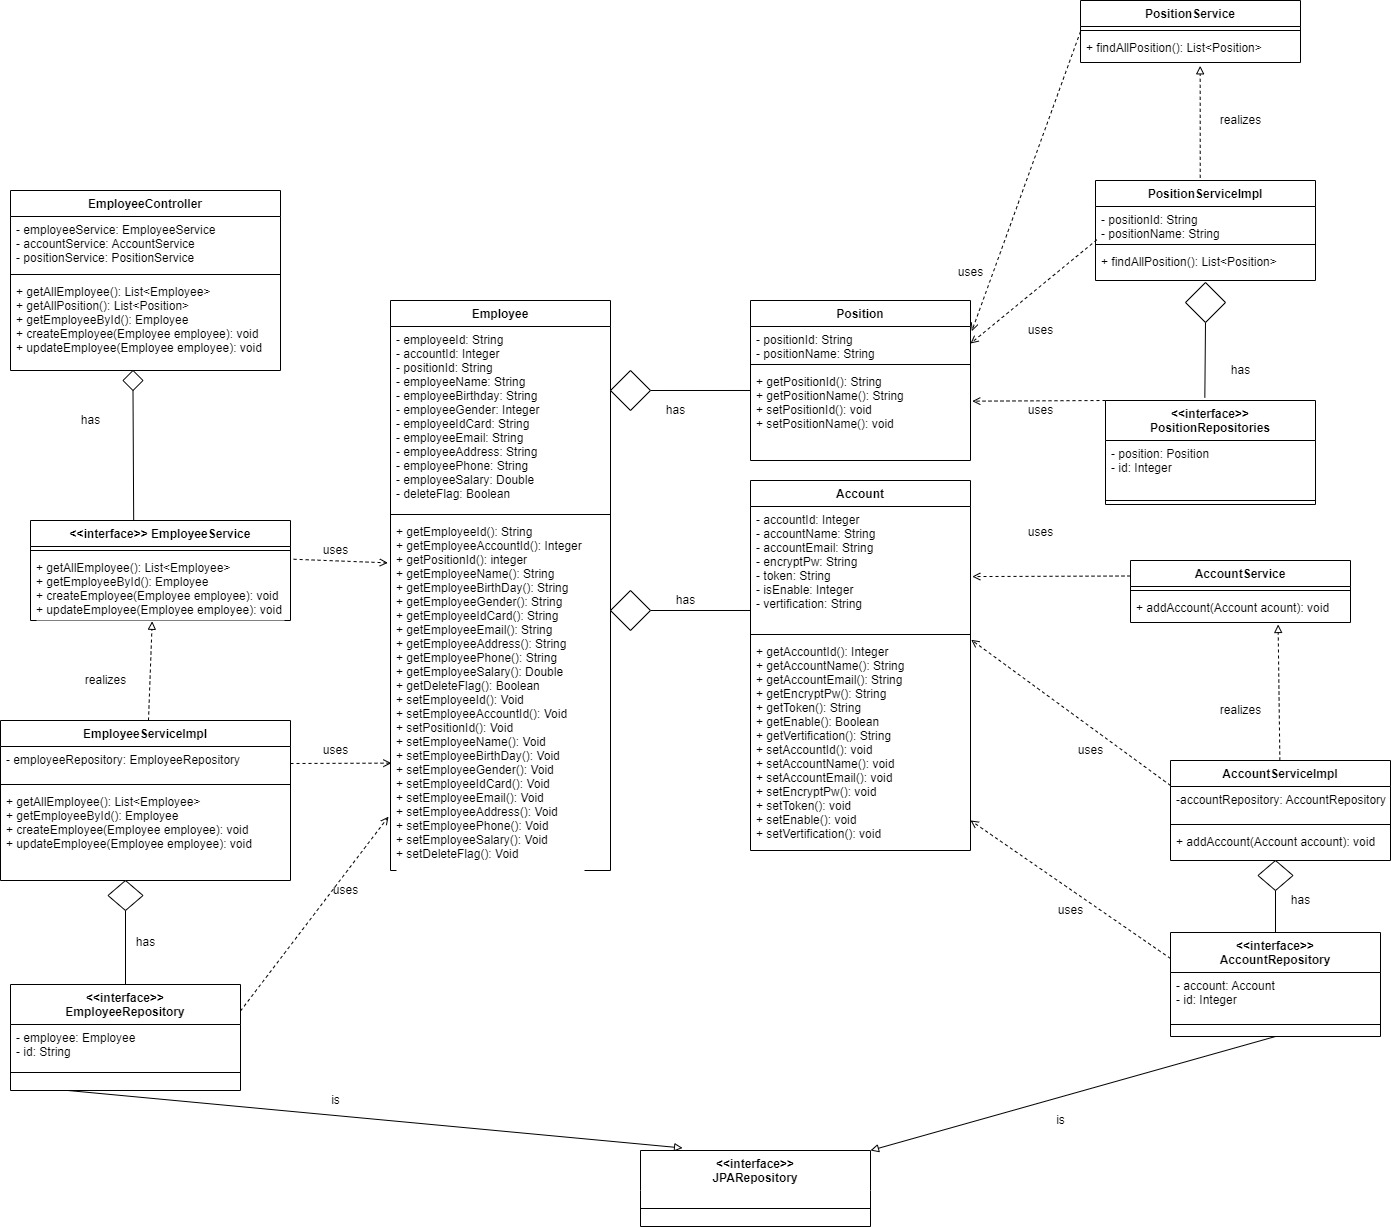 PositionService
+ findAllPosition(): List<Position>
realizes
PositionServiceImpl
- positionId: String
- positionName: String
+ findAllPosition(): List<Position>
uses
uses
has
uses
<<interface>>
PositionRepositories
- position: Position
- id: Integer
EmployeeController
- employeeService: EmployeeService
- accountService: AccountService
- positionService: PositionService
+ getAllEmployee(): List<Employee>
+ getAllPosition(): List<Position>
+ getEmployeeById(): Employee
+ createEmployee(Employee employee): void
+ updateEmployee(Employee employee): void
has
<<interface>> EmployeeService
+ getAllEmployee(): List<Employee>
+ getEmployeeById(): Employee
+ createEmployee(Employee employee): void
+ updateEmployee(Employee employee): void
uses
realizes
EmployeeServiceImpl
- employeeRepository: EmployeeRepository
+ getAllEmployee(): List<Employee>
+ getEmployeeById(): Employee
+ createEmployee(Employee employee): void
+ updateEmployee(Employee employee): void
uses
has
uses
<<interface>>
EmployeeRepository
- employee: Employee
- id: String
is
Employee
- employeeId: String
- accountId: Integer
- positionId: String
- employeeName: String
- employeeBirthday: String
- employeeGender: Integer
- employeeIdCard: String
- employeeEmail: String
- employeeAddress: String
- employeePhone: String
- employeeSalary: Double
- deleteFlag: Boolean
+ getEmployeeId(): String
+ getEmployeeAccountId(): Integer
+ getPositionId(): integer
+ getEmployeeName(): String
+ getEmployeeBirthDay(): String
+ getEmployeeGender(): String
+ getEmployeeIdCard(): String
+ getEmployeeEmail(): String
+ getEmployeeAddress(): String
+ getEmployeePhone(): String
+ getEmployeeSalary(): Double
+ getDeleteFlag(): Boolean
+ setEmployeeId(): Void
+ setEmployeeAccountId(): Void
+ setPositionId(): Void
+ setEmployeeName(): Void
+ setEmployeeBirthDay(): Void
+ setEmployeeGender(): Void
+ setEmployeeIdCard(): Void
+ setEmployeeEmail(): Void
+ setEmployeeAddress(): Void
+ setEmployeePhone(): Void
+ setEmployeeSalary(): Void
+ setDeleteFlag(): Void
has
has
Position
- positionId: String
- positionName: String
+ getPositionId(): String
+ getPositionName(): String
+ setPositionId(): void
+ setPositionName(): void
Account
- accountId: Integer
- accountName: String
- accountEmail: String
- encryptPw: String
- token: String
- isEnable: Integer
- vertification: String
+ getAccountId(): Integer
+ getAccountName(): String
+ getAccountEmail(): String
+ getEncryptPw(): String
+ getToken(): String
+ getEnable(): Boolean
+ getVertification(): String
+ setAccountId(): void
+ setAccountName(): void
+ setAccountEmail(): void
+ setEncryptPw(): void
+ setToken(): void
+ setEnable(): void
+ setVertification(): void
uses
AccountService
+ addAccount(Account acount): void
realizes
uses
AccountServiceImpl
-accountRepository: AccountRepository
+ addAccount(Account account): void
has
uses
<<interface>>
AccountRepository
- account: Account
- id: Integer
is
<<interface>>
JPARepository